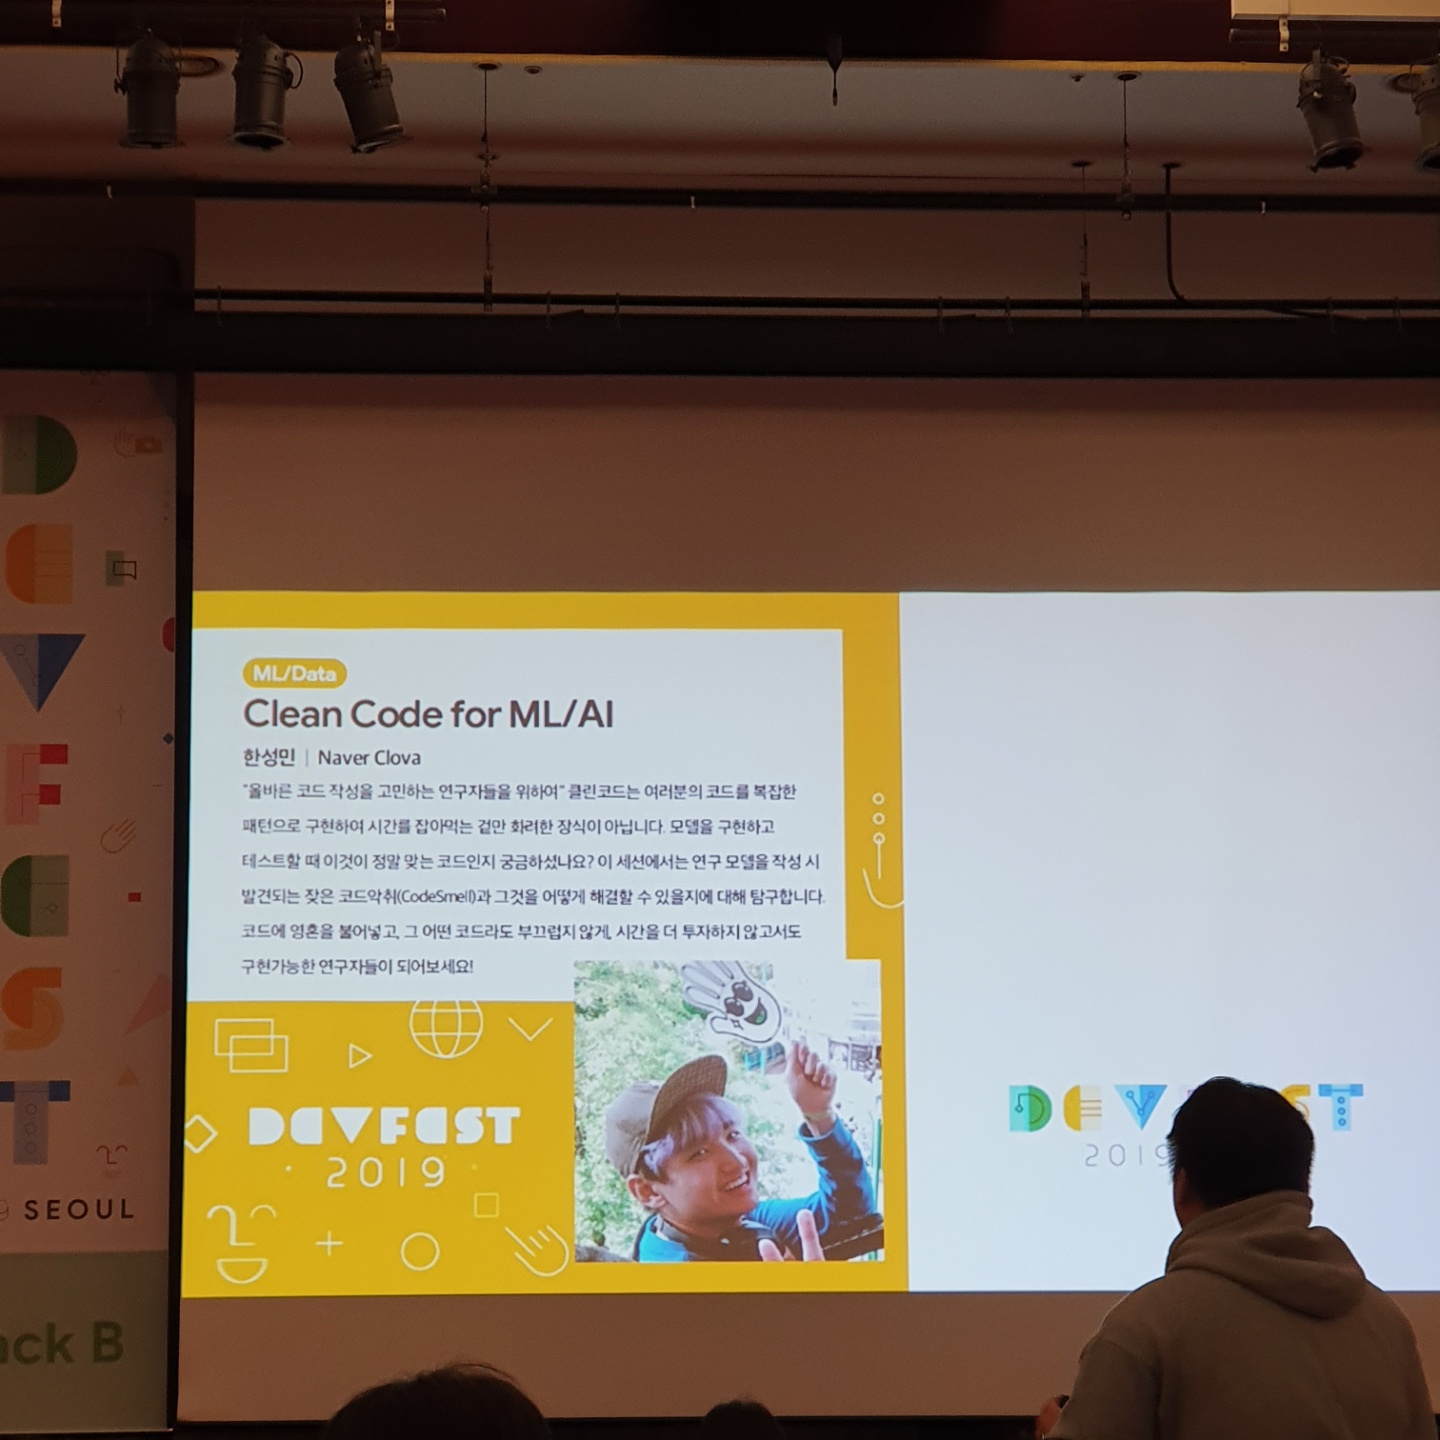 DEVFEST
SEOUL
ck B
ML/Data
Clean Code for ML/AI
한성민 | Naver Clova
"올바른 코드 작성을 고민하는 연구자들을 위하여" 클린코드는 여러분의 코드를 복잡한
패턴으로 구현하여 시간를 잡아먹는 겉만 화려한 장식이 아닙니다. 모델을 구현하고
테스트할 때 이것이 정말 맞는 코드인지 궁금하셨나요? 이 세션에서는 연구 모델을 작성 시
발견되는 잦은 코드악취(CodeSmell)과 그것을 어떻게 해결할 수 있을지에 대해 탐구합니다.
코드에 영혼을 불어넣고, 그 어떤 코드라도 부끄럽지 않게, 시간을 더 투자하지 않고서도
구현가능한 연구자들이 되어보세요!
DEVFEST
2019
DEV ST
2019